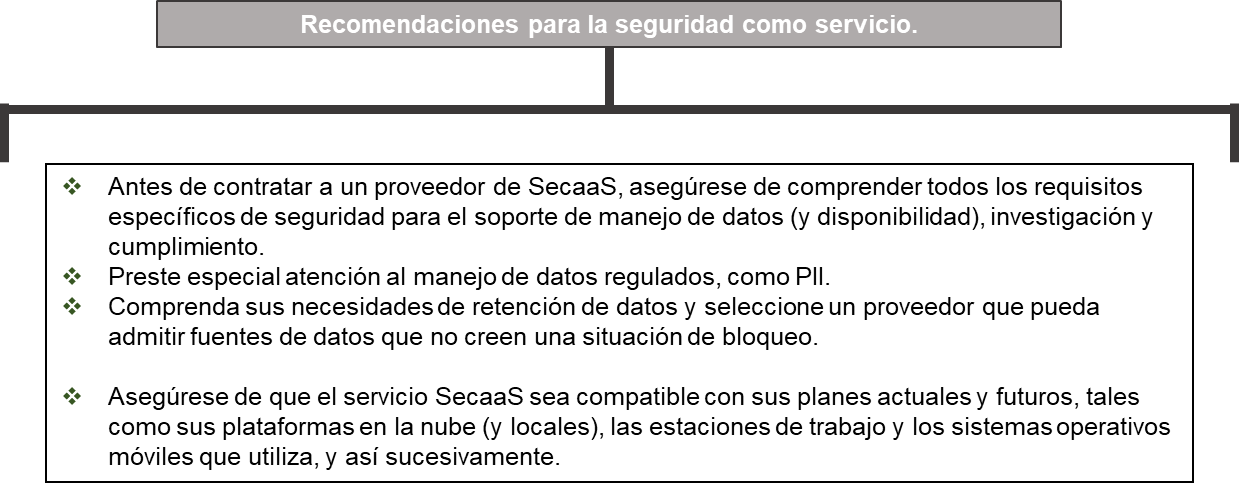 Recomendaciones para la seguridad como servicio.
Antes de contratar a un proveedor de SecaaS, asegúrese de comprender todos los requisitos
específicos de seguridad para el soporte de manejo de datos (y disponibilidad), investigación y
cumplimiento.
Preste especial atención al manejo de datos regulados, como PII.
Comprenda sus necesidades de retención de datos y seleccione un proveedor que pueda
admitir fuentes de datos que no creen una situación de bloqueo.
Asegúrese de que el servicio SecaaS sea compatible con sus planes actuales y futuros, tales
como sus plataformas en la nube (y locales), las estaciones de trabajo y los sistemas operativos
móviles que utiliza, y así sucesivamente.